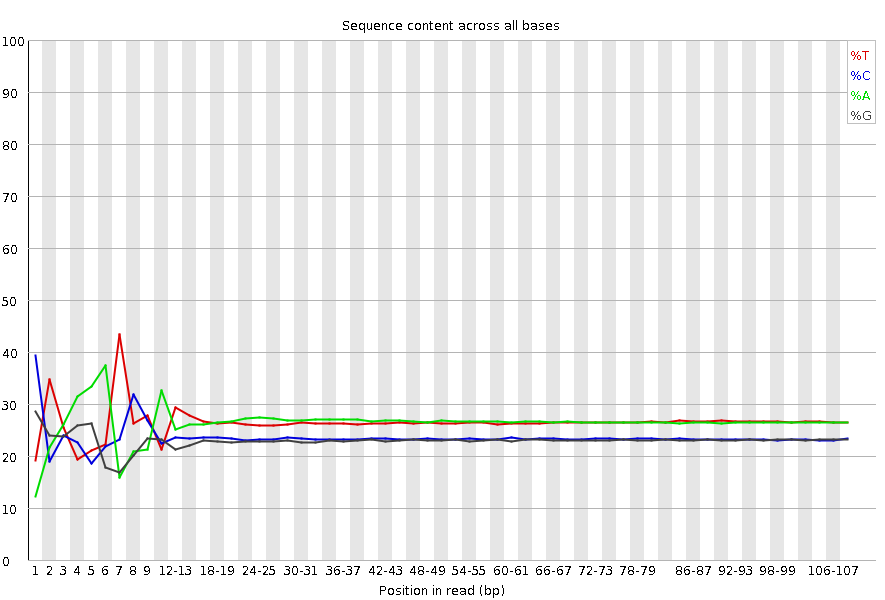 Sequence content across all bases
100
90
80
70
60
50
40
30
20
10
0
%T
%C
%A
%G
1 2 3 4 5 6 7 8 9 12-13 18-19 24-25 30-31 36-37 42-43 48-49 54-55 60-61 66-67 72-73 78-79 86-87 92-93 98-99 106-107
Position in read (bp)